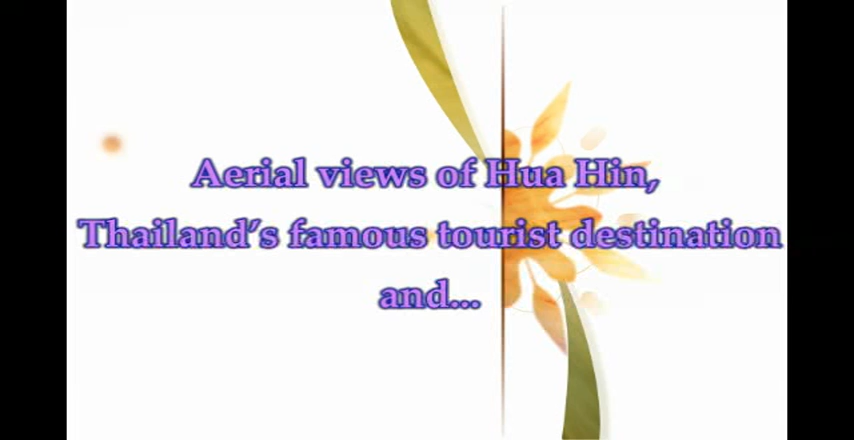 Aerial views of Hua Hin,
Thailand's famous tourist destination
and...